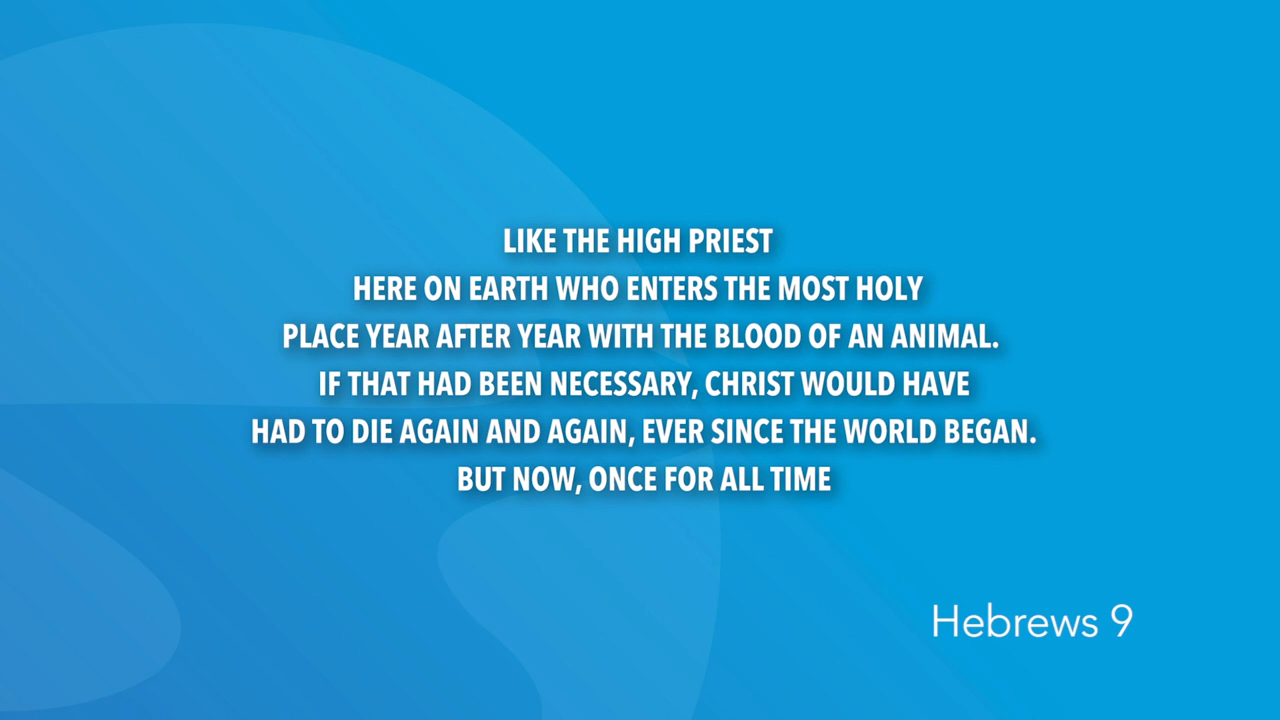 LIKE THE HIGH PRIEST
HERE ON EARTH WHO ENTERS THE MOST HOLY
PLACE YEAR AFTER YEAR WITH THE BLOOD OF AN ANIMAL.
IF THAT HAD BEEN NECESSARY, CHRIST WOULD HAVE
HAD TO DIE AGAIN AND AGAIN, EVER SINCE THE WORLD BEGAN.
BUT NOW, ONCE FOR ALL TIME
Hebrews 9